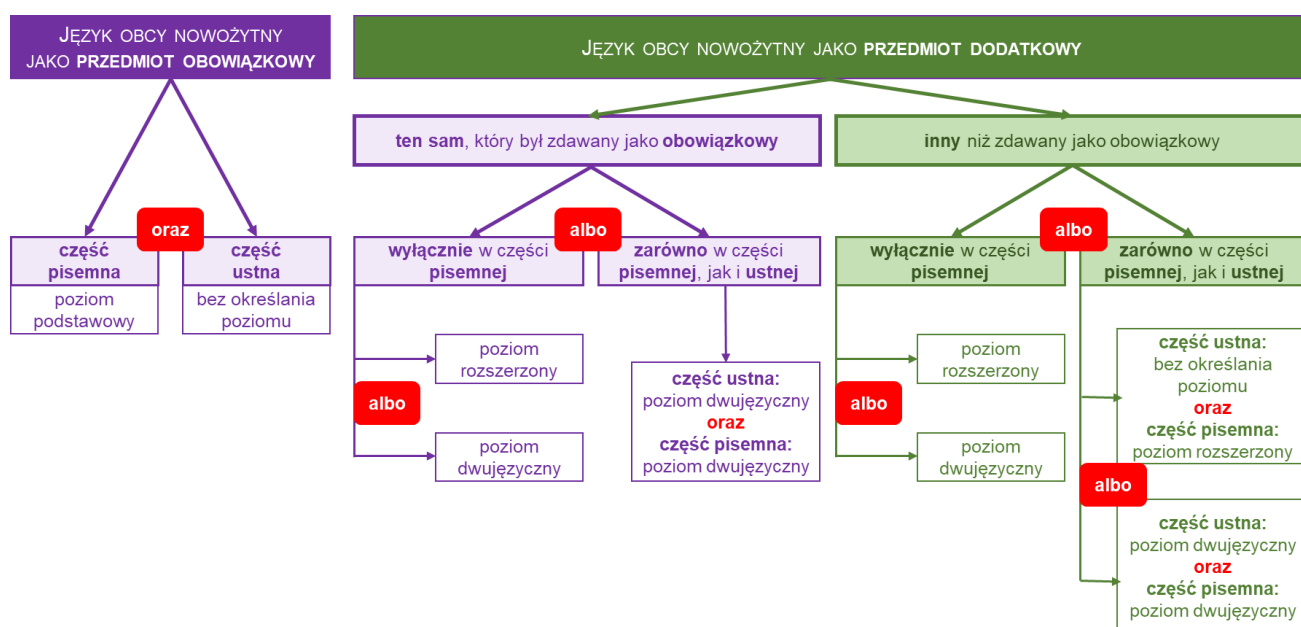 JĘZYK OBCY NOWOŻYTNY
JAKO PRZEDMIOT OBOWIĄZKOWY
JĘZYK OBCY NOWOŻYTNY JAKO PRZEDMIOT DODATKOWY
ten sam, który był zdawany jako obowiązkowy
inny niż zdawany jako obowiązkowy
oraz
część
pisemna
poziom
podstawowy
część
ustna
bez określania
poziomu
albo
wyłącznie w części
pisemnej
zarówno w części
pisemnej, jak i ustnej
poziom
rozszerzony
albo
poziom
dwujęzyczny
część ustna:
poziom dwujęzyczny
oraz
część pisemna:
poziom dwujęzyczny
albo
wyłącznie w części
pisemnej
zarówno w części
pisemnej, jak i ustnej
poziom
rozszerzony
albo
poziom
dwujęzyczny
część ustna:
bez określania
poziomu
oraz
część pisemna:
poziom rozszerzony
albo
część ustna:
poziom dwujęzyczny
oraz
część pisemna:
poziom dwujęzyczny